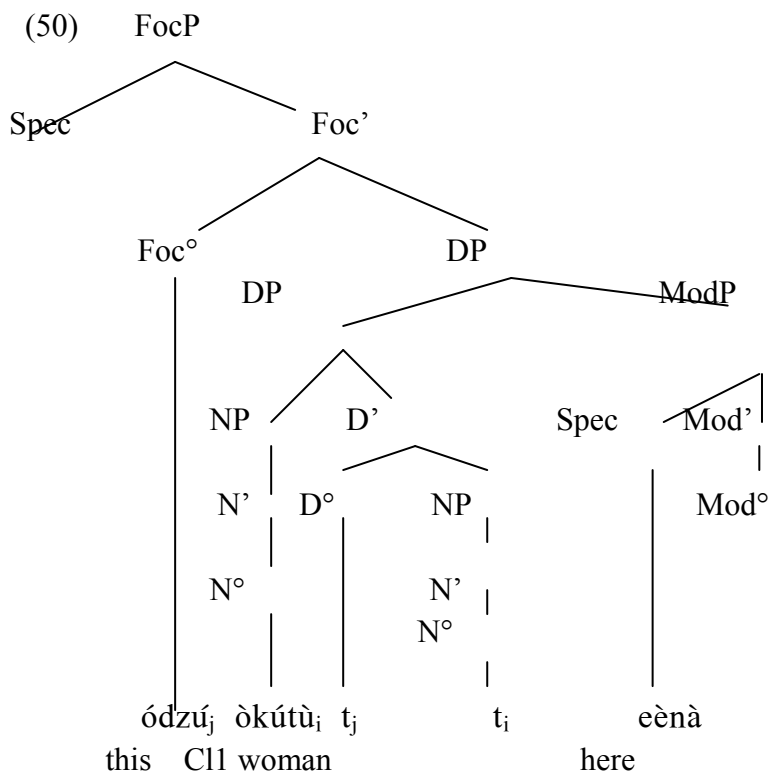 (50) FocP
Spec Foc’
Foc° DP
DP ModP
NP D’ Spec Mod’
N’ D° NP Mod°
N° N’
N°
ódzúj òkútùi tj ti eènà
this Cl1 woman here